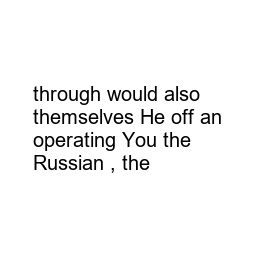 through would also
themselves He off an
operating You the
Russian , the